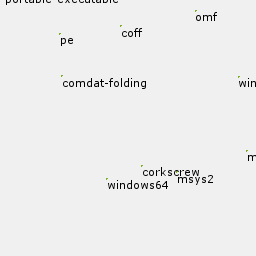 portable-executable
omf
coff
pe
comdat-folding
win
m
corkscrew
msys2
windows64